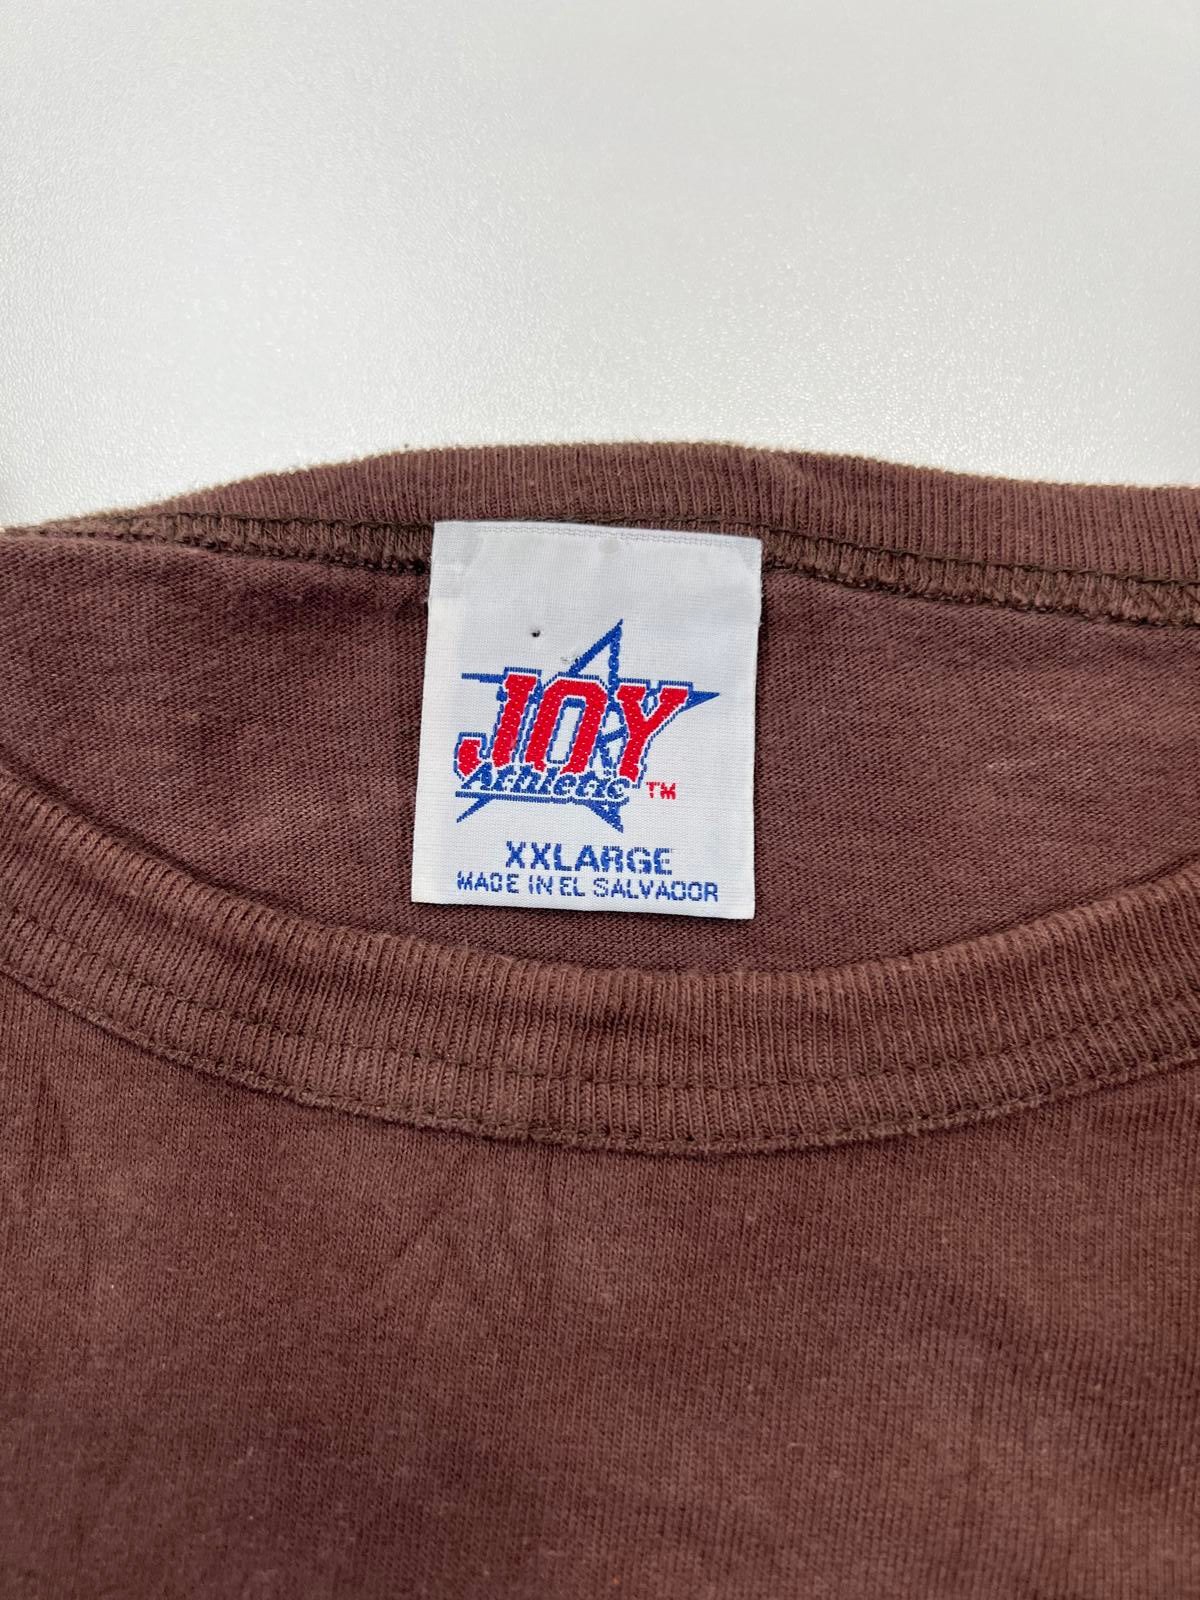 JOY
Athletic TM
XXLARGE
MADE IN EL SALVADOR